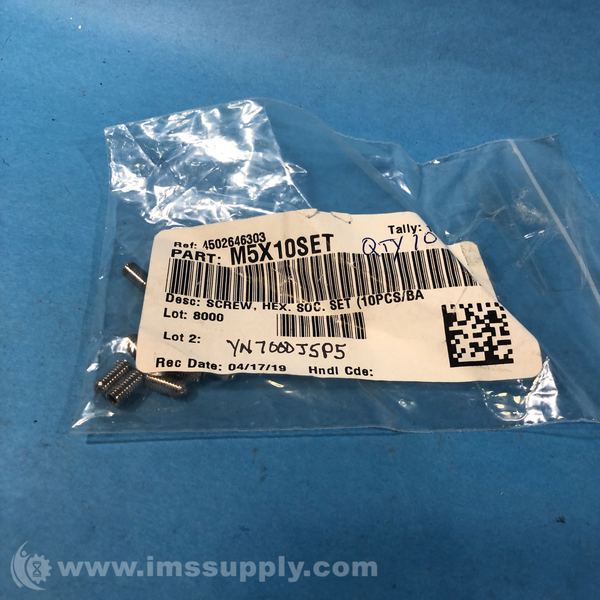 Ref: 4502646303
Tally:
PART: M5X10SET
QTY 10
Desc: SCREW, HEX. SOC. SET (10PCS/BA
Lot: 8000
Lot 2:
YN7000J5P5
Rec Date: 04/17/19 Hndl Cde:
www.imssupply.com